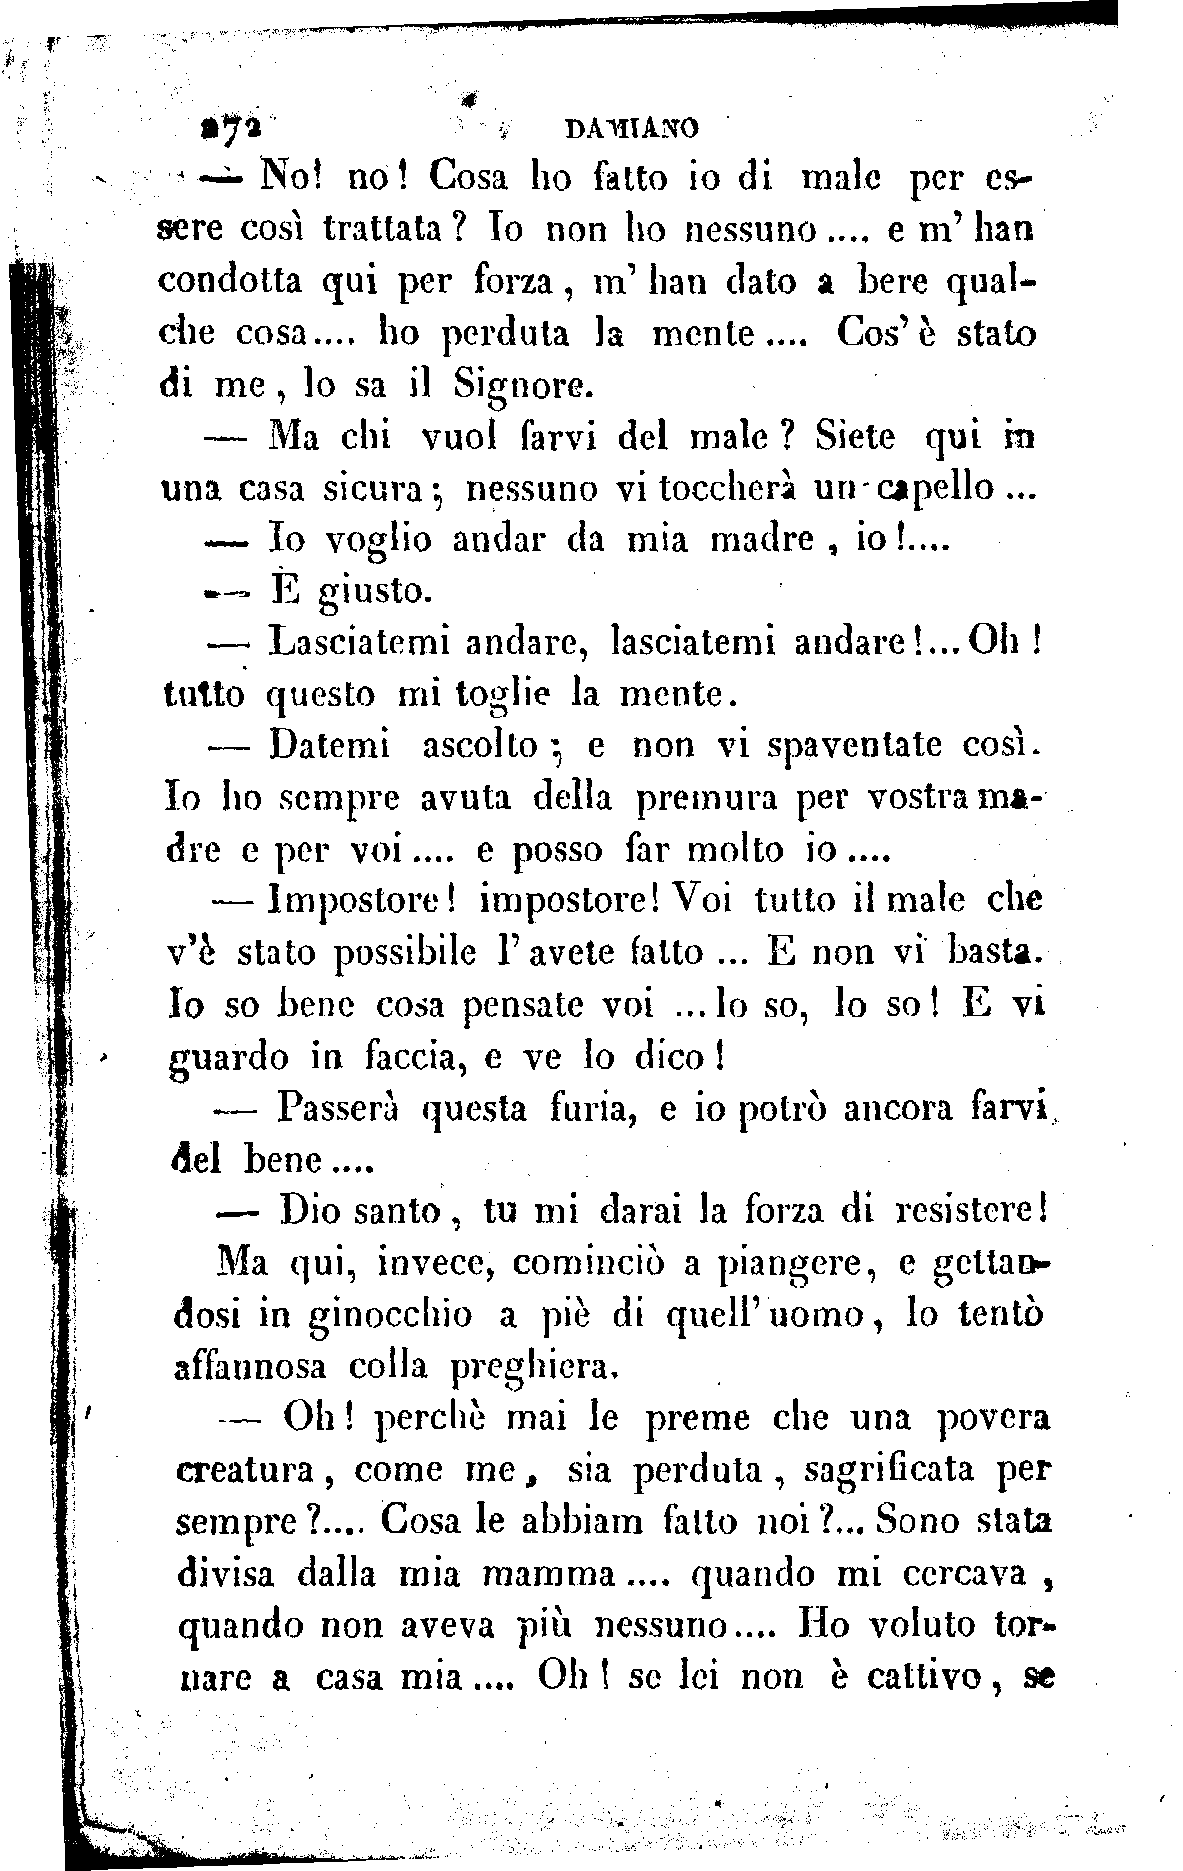 272 DAMIANO
— No! no! Cosa ho fatto io di male per es-
sere così trattata? Io non ho nessuno.... e m' han
condotta qui per forza, m' han dato a bere qual-
che cosa.... ho perduta la mente.... Cos' è stato
di me, lo sa il Signore.
— Ma chi vuol farvi del male? Siete qui in
una casa sicura; nessuno vi toccherà un capello...
— Io voglio andar da mia madre, io!....
— È giusto.
— Lasciatemi andare, lasciatemi andare!... Oh!
tutto questo mi toglie la mente.
— Datemi ascolto; e non vi spaventate così.
Io ho sempre avuta della premura per vostra ma-
dre e per voi.... e posso far molto io....
— Impostore! impostore! Voi tutto il male che
v'è stato possibile l' avete fatto... E non vi basta.
Io so bene cosa pensate voi ...lo so, lo so! E vi
guardo in faccia, e ve lo dico!
— Passerà questa furia, e io potrò ancora farvi
del bene....
— Dio santo, tu mi darai la forza di resistere!
Ma qui, invece, cominciò a piangere, e gettan-
dosi in ginocchio a piè di quell' uomo, lo tentò
affannosa colla preghiera.
— Oh! perchè mai le preme che una povera
creatura, come me, sia perduta, sagrificata per
sempre?.... Cosa le abbiam fatto noi?... Sono stata
divisa dalla mia mamma.... quando mi cercava,
quando non aveva più nessuno.... Ho voluto tor-
nare a casa mia.... Oh! se lei non è cattivo, se